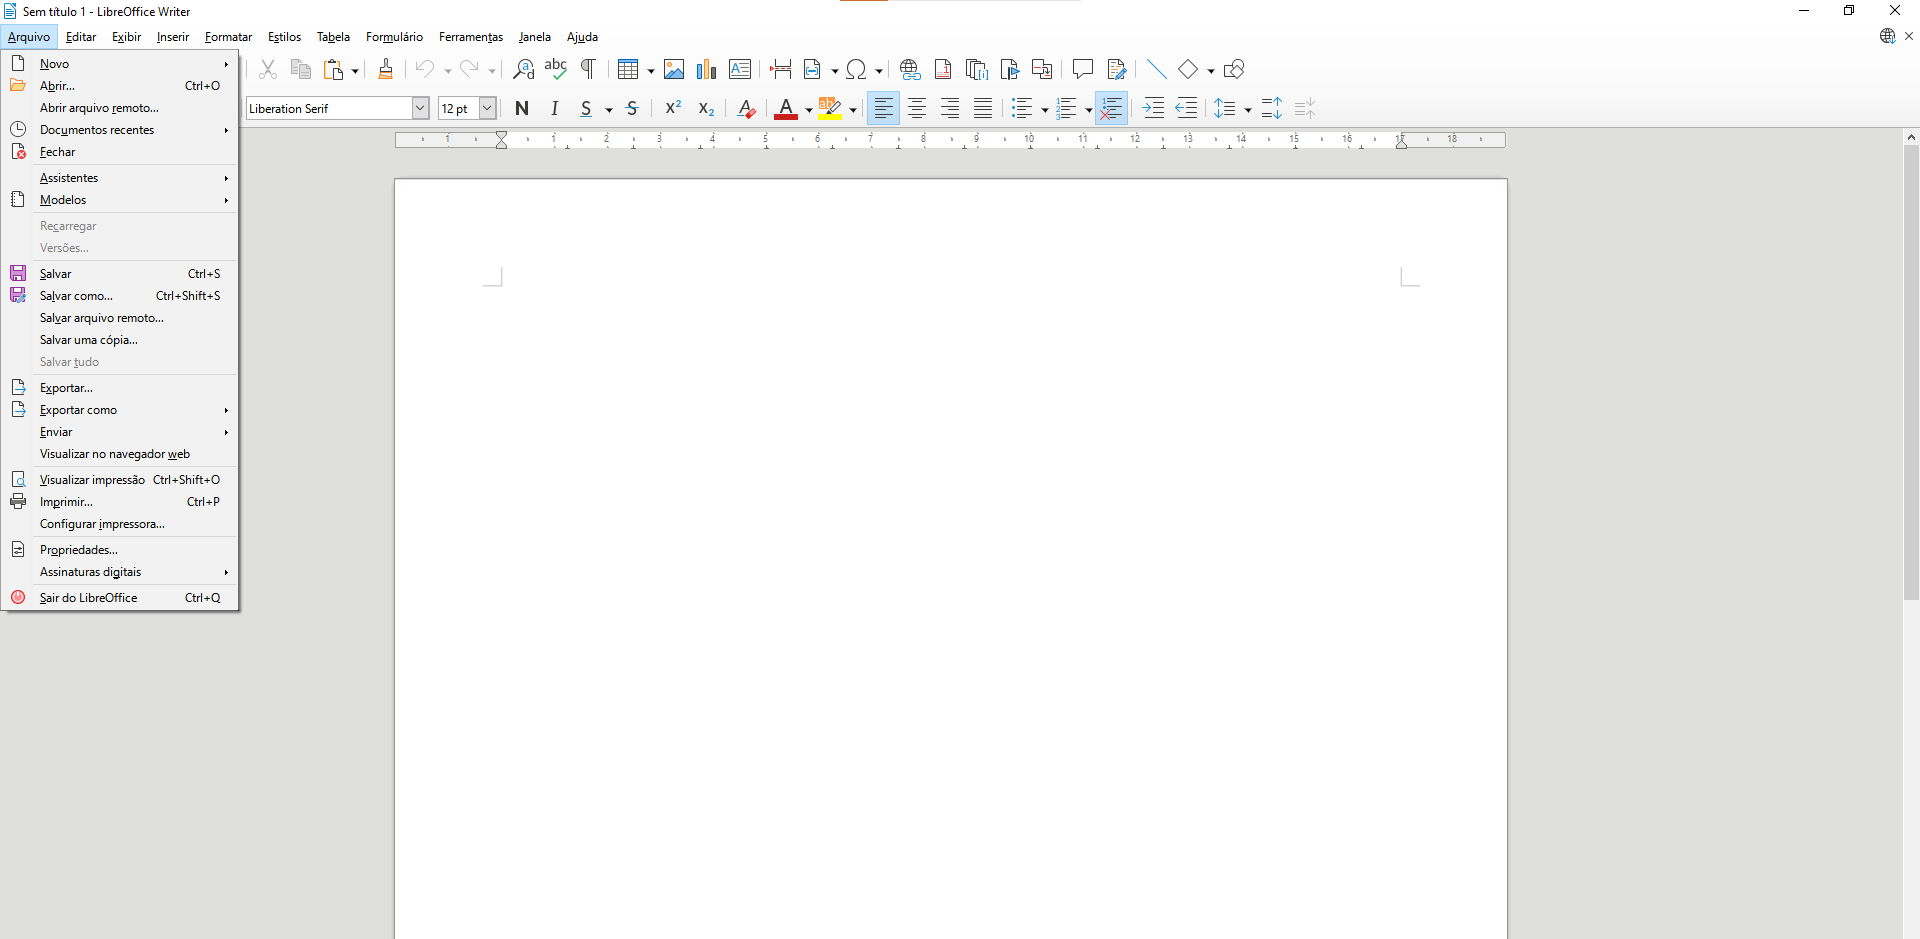 Sem título 1 - LibreOffice Writer
Arquivo Editar Exibir Inserir Formatar Estilos Tabela Formulário Ferramentas Janela Ajuda
Novo
Abrir... Ctrl+O
Abrir arquivo remoto...
Documentos recentes
Fechar
Assistentes
Modelos
Recarregar
Versões...
Salvar Ctrl+S
Salvar como... Ctrl+Shift+S
Salvar arquivo remoto...
Salvar uma cópia...
Salvar tudo
Exportar...
Exportar como
Enviar
Visualizar no navegador web
Visualizar impressão Ctrl+Shift+O
Imprimir... Ctrl+P
Configurar impressora...
Propriedades...
Assinaturas digitais
Sair do LibreOffice Ctrl+Q
abc
Liberation Serif 12 pt N I S S X² X₂ A
1 1 2 3 4 5 6 7 8 9 10 11 12 13 14 15 16 17 18